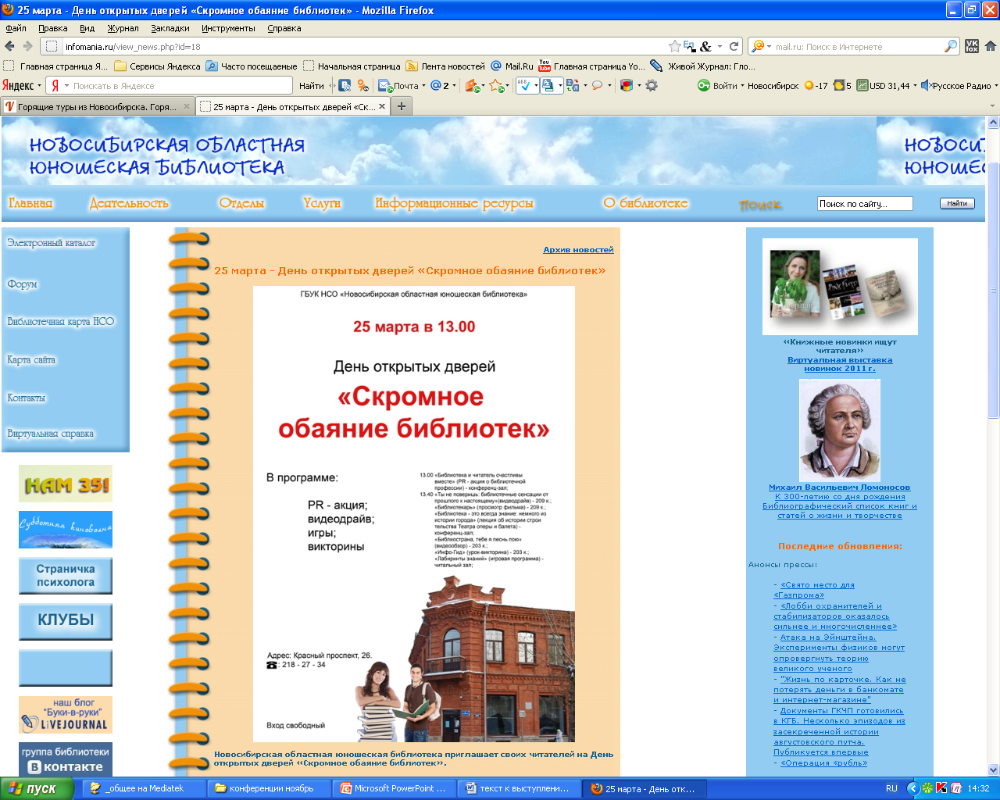 25 марта - День открытых дверей «Скромное обаяние библиотек» - Mozilla Firefox
Файл Правка Вид Журнал Закладки Инструменты Справка
infomania.ru/view_news.php?id=18
mail.ru: Поиск в Интернете
Главная страница Я... Сервисы Яндекса Часто посещаемые Начальная страница Лента новостей Mail.Ru Главная страница Yo... Живой Журнал: Гло...
Яндекс Поискать в Яндексе Найти Почта 2 Войти Новосибирск -17 5 USD 31,44 Русское Радио
Горящие туры из Новосибирска. Горя... 25 марта - День открытых дверей «Ск...
НОВОСИБИРСКАЯ ОБЛАСТНАЯ
ЮНОШЕСКАЯ БИБЛИОТЕКА
НОВОСИ
ЮНОШЕС
Главная Деятельность Отделы Услуги Информационные ресурсы О библиотеке Поиск Поиск по сайту... Найти
Электронный каталог
Форум
Библиотечная карта НСО
Карта сайта
Контакты
Виртуальная справка
НАМ 35!
Субботняя киноволна
Страничка
психолога
КЛУБЫ
наш блог
"Буки-в-руки"
LIVEJOURNAL
группа библиотеки
В контакте
Архив новостей
25 марта - День открытых дверей «Скромное обаяние библиотек»
ГБУК НСО «Новосибирская областная юношеская библиотека»
25 марта в 13.00
День открытых дверей
«Скромное
обаяние библиотек»
В программе:
PR - акция;
видеодрайв;
игры;
викторины
13.00 «Библиотека и читатель счастливы
вместе» (PR - акция о библиотечной
профессии) - конференц-зал;
13.40 «Ты не поверишь: библиотечные сенсации от
прошлого к настоящему»(видеодрайв) - 209 к.;
«Библиотекарь» (просмотр фильма) - 209 к.;
«Библиотека - это всегда знание: немного из
истории города» (лекция об истории строи
тельства Театра оперы и балета) -
конференц-зал;
«Библиострана, тебе я песнь пою»
(видеообзор) - 203 к.;
«Инфо-Гид» (урок-викторина) - 203 к.;
«Лабиринты знаний» (игровая программа) -
читальный зал;
Адрес: Красный проспект, 26.
: 218 - 27 - 34
Вход свободный
Новосибирская областная юношеская библиотека приглашает своих читателей на День
открытых дверей «Скромное обаяние библиотек».
«Книжные новинки ищут
читателя»
Виртуальная выставка
новинок 2011 г.
Михаил Васильевич Ломоносов
К 300-летию со дня рождения
Библиографический список книг и
статей о жизни и творчестве
Последние обновления:
Анонсы прессы:
- «Свято место для
«Газпрома»
- «Лобби охранителей и
стабилизаторов оказалось
сильнее и многочисленнее»
- Атака на Эйнштейна.
Эксперименты физиков могут
опровергнуть теорию
великого ученого
- "Жизнь по карточке. Как не
потерять деньги в банкомате
и интернет-магазине"
- Документы ГКЧП готовились
в КГБ. Несколько эпизодов из
засекреченной истории
августовского путча.
Публикуется впервые
- «Операция «рубль»
пуск _общее на Mediatek конференции ноябрь Microsoft PowerPoint ... текст к выступлени... 25 марта - День отк... RU 14:32